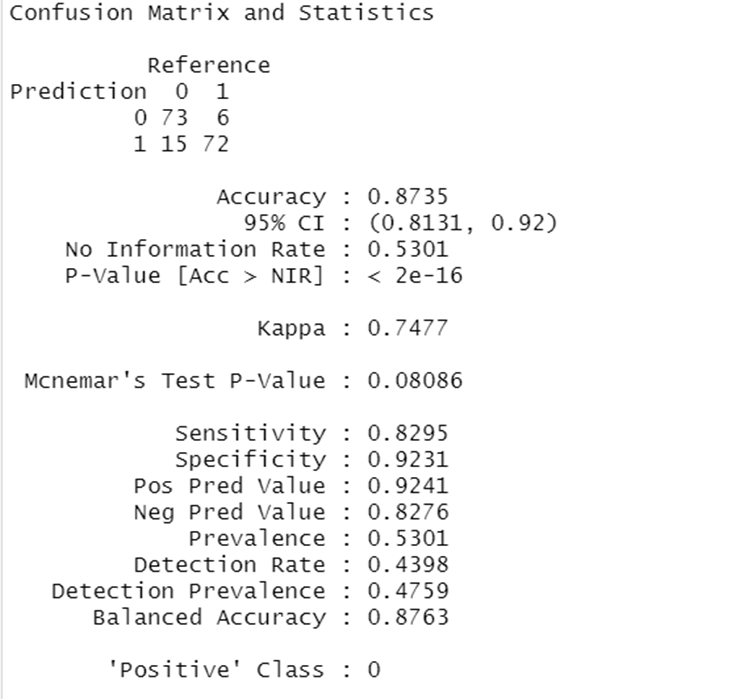 Confusion Matrix and Statistics
Reference
Prediction 0 1
0 73 6
1 15 72
Accuracy : 0.8735
95% CI : (0.8131, 0.92)
No Information Rate : 0.5301
P-Value [Acc > NIR] : < 2e-16
Kappa : 0.7477
Mcnemar's Test P-Value : 0.08086
Sensitivity : 0.8295
Specificity : 0.9231
Pos Pred Value : 0.9241
Neg Pred Value : 0.8276
Prevalence : 0.5301
Detection Rate : 0.4398
Detection Prevalence : 0.4759
Balanced Accuracy : 0.8763
'Positive' Class : 0